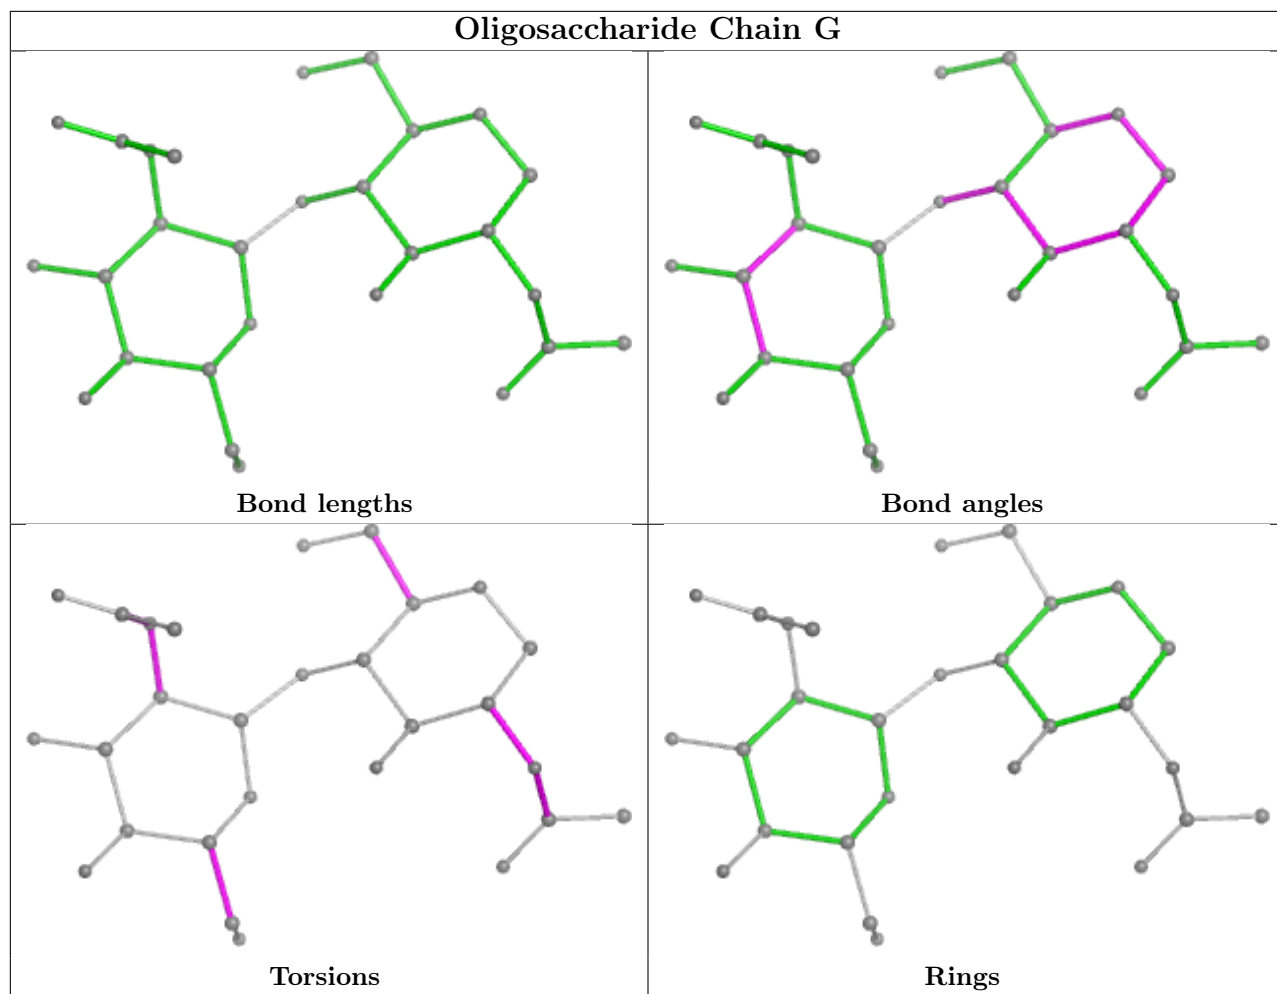 Oligosaccharide Chain G
Bond lengths
Bond angles
Torsions
Rings